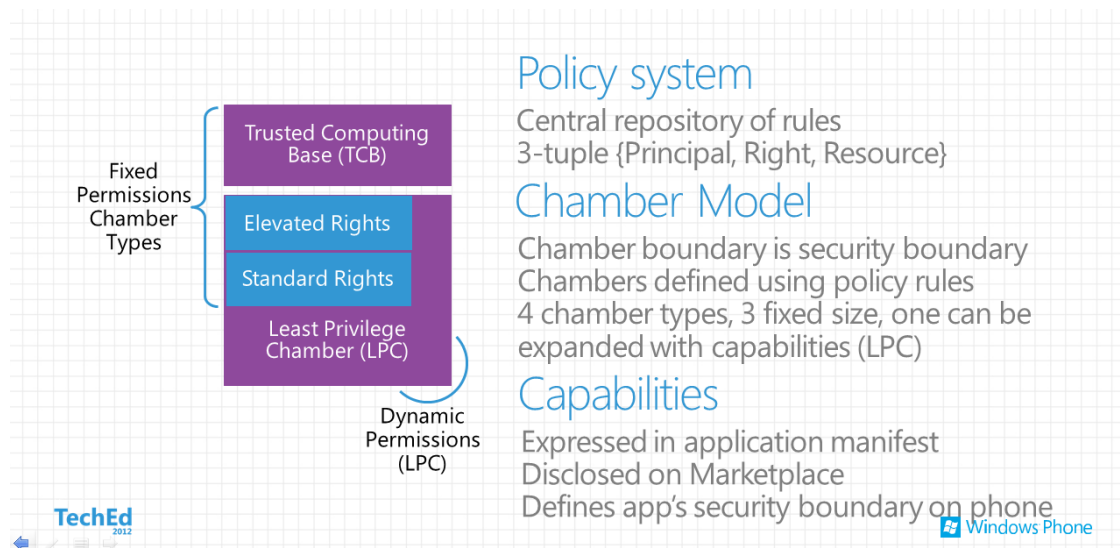 Policy system
Central repository of rules
3-tuple {Principal, Right, Resource}
Chamber Model
Chamber boundary is security boundary
Chambers defined using policy rules
4 chamber types, 3 fixed size, one can be
expanded with capabilities (LPC)
Capabilities
Expressed in application manifest
Disclosed on Marketplace
Defines app's security boundary on phone
Fixed
Permissions
Chamber
Types
Trusted Computing
Base (TCB)
Elevated Rights
Standard Rights
Least Privilege
Chamber (LPC)
Dynamic
Permissions
(LPC)
TechEd
2012
Windows Phone